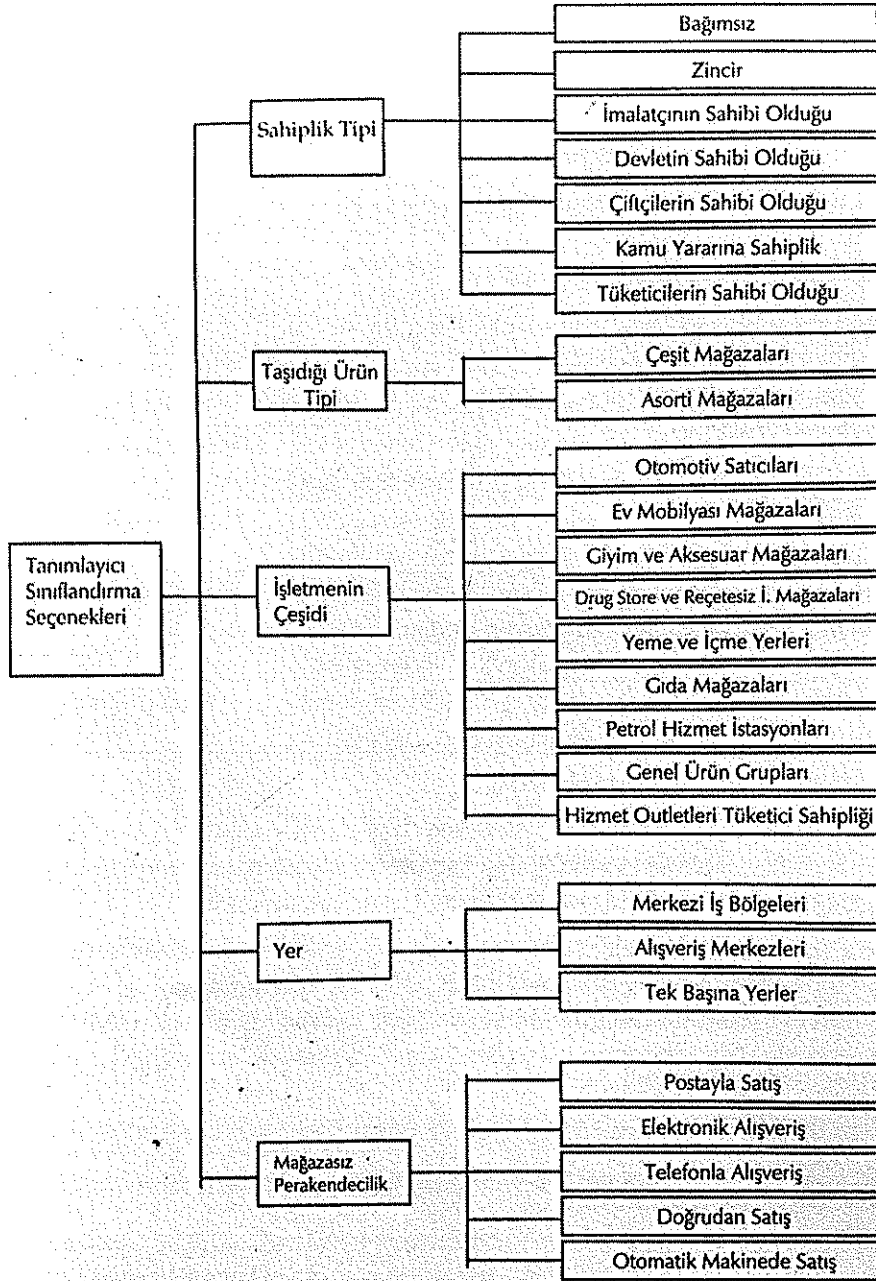 Tanımlayıcı
Sınıflandırma
Seçenekleri
Sahiplik Tipi
Bağımsız
Zincir
İmalatçının Sahibi Olduğu
Devletin Sahibi Olduğu
Çiftçilerin Sahibi Olduğu
Kamu Yararına Sahiplik
Tüketicilerin Sahibi Olduğu
Taşıdığı Ürün
Tipi
Çeşit Mağazaları
Asorti Mağazaları
İşletmenin
Çeşidi
Otomotiv Satıcıları
Ev Mobilyası Mağazaları
Giyim ve Aksesuar Mağazaları
Drug Store ve Reçetesiz İ. Mağazaları
Yeme ve İçme Yerleri
Gıda Mağazaları
Petrol Hizmet İstasyonları
Genel Ürün Grupları
Hizmet Outletleri Tüketici Sahipliği
Yer
Merkezi İş Bölgeleri
Alışveriş Merkezleri
Tek Başına Yerler
Mağazasız
Perakendecilik
Postayla Satış
Elektronik Alışveriş
Telefonla Alışveriş
Doğrudan Satış
Otomatik Makinede Satış